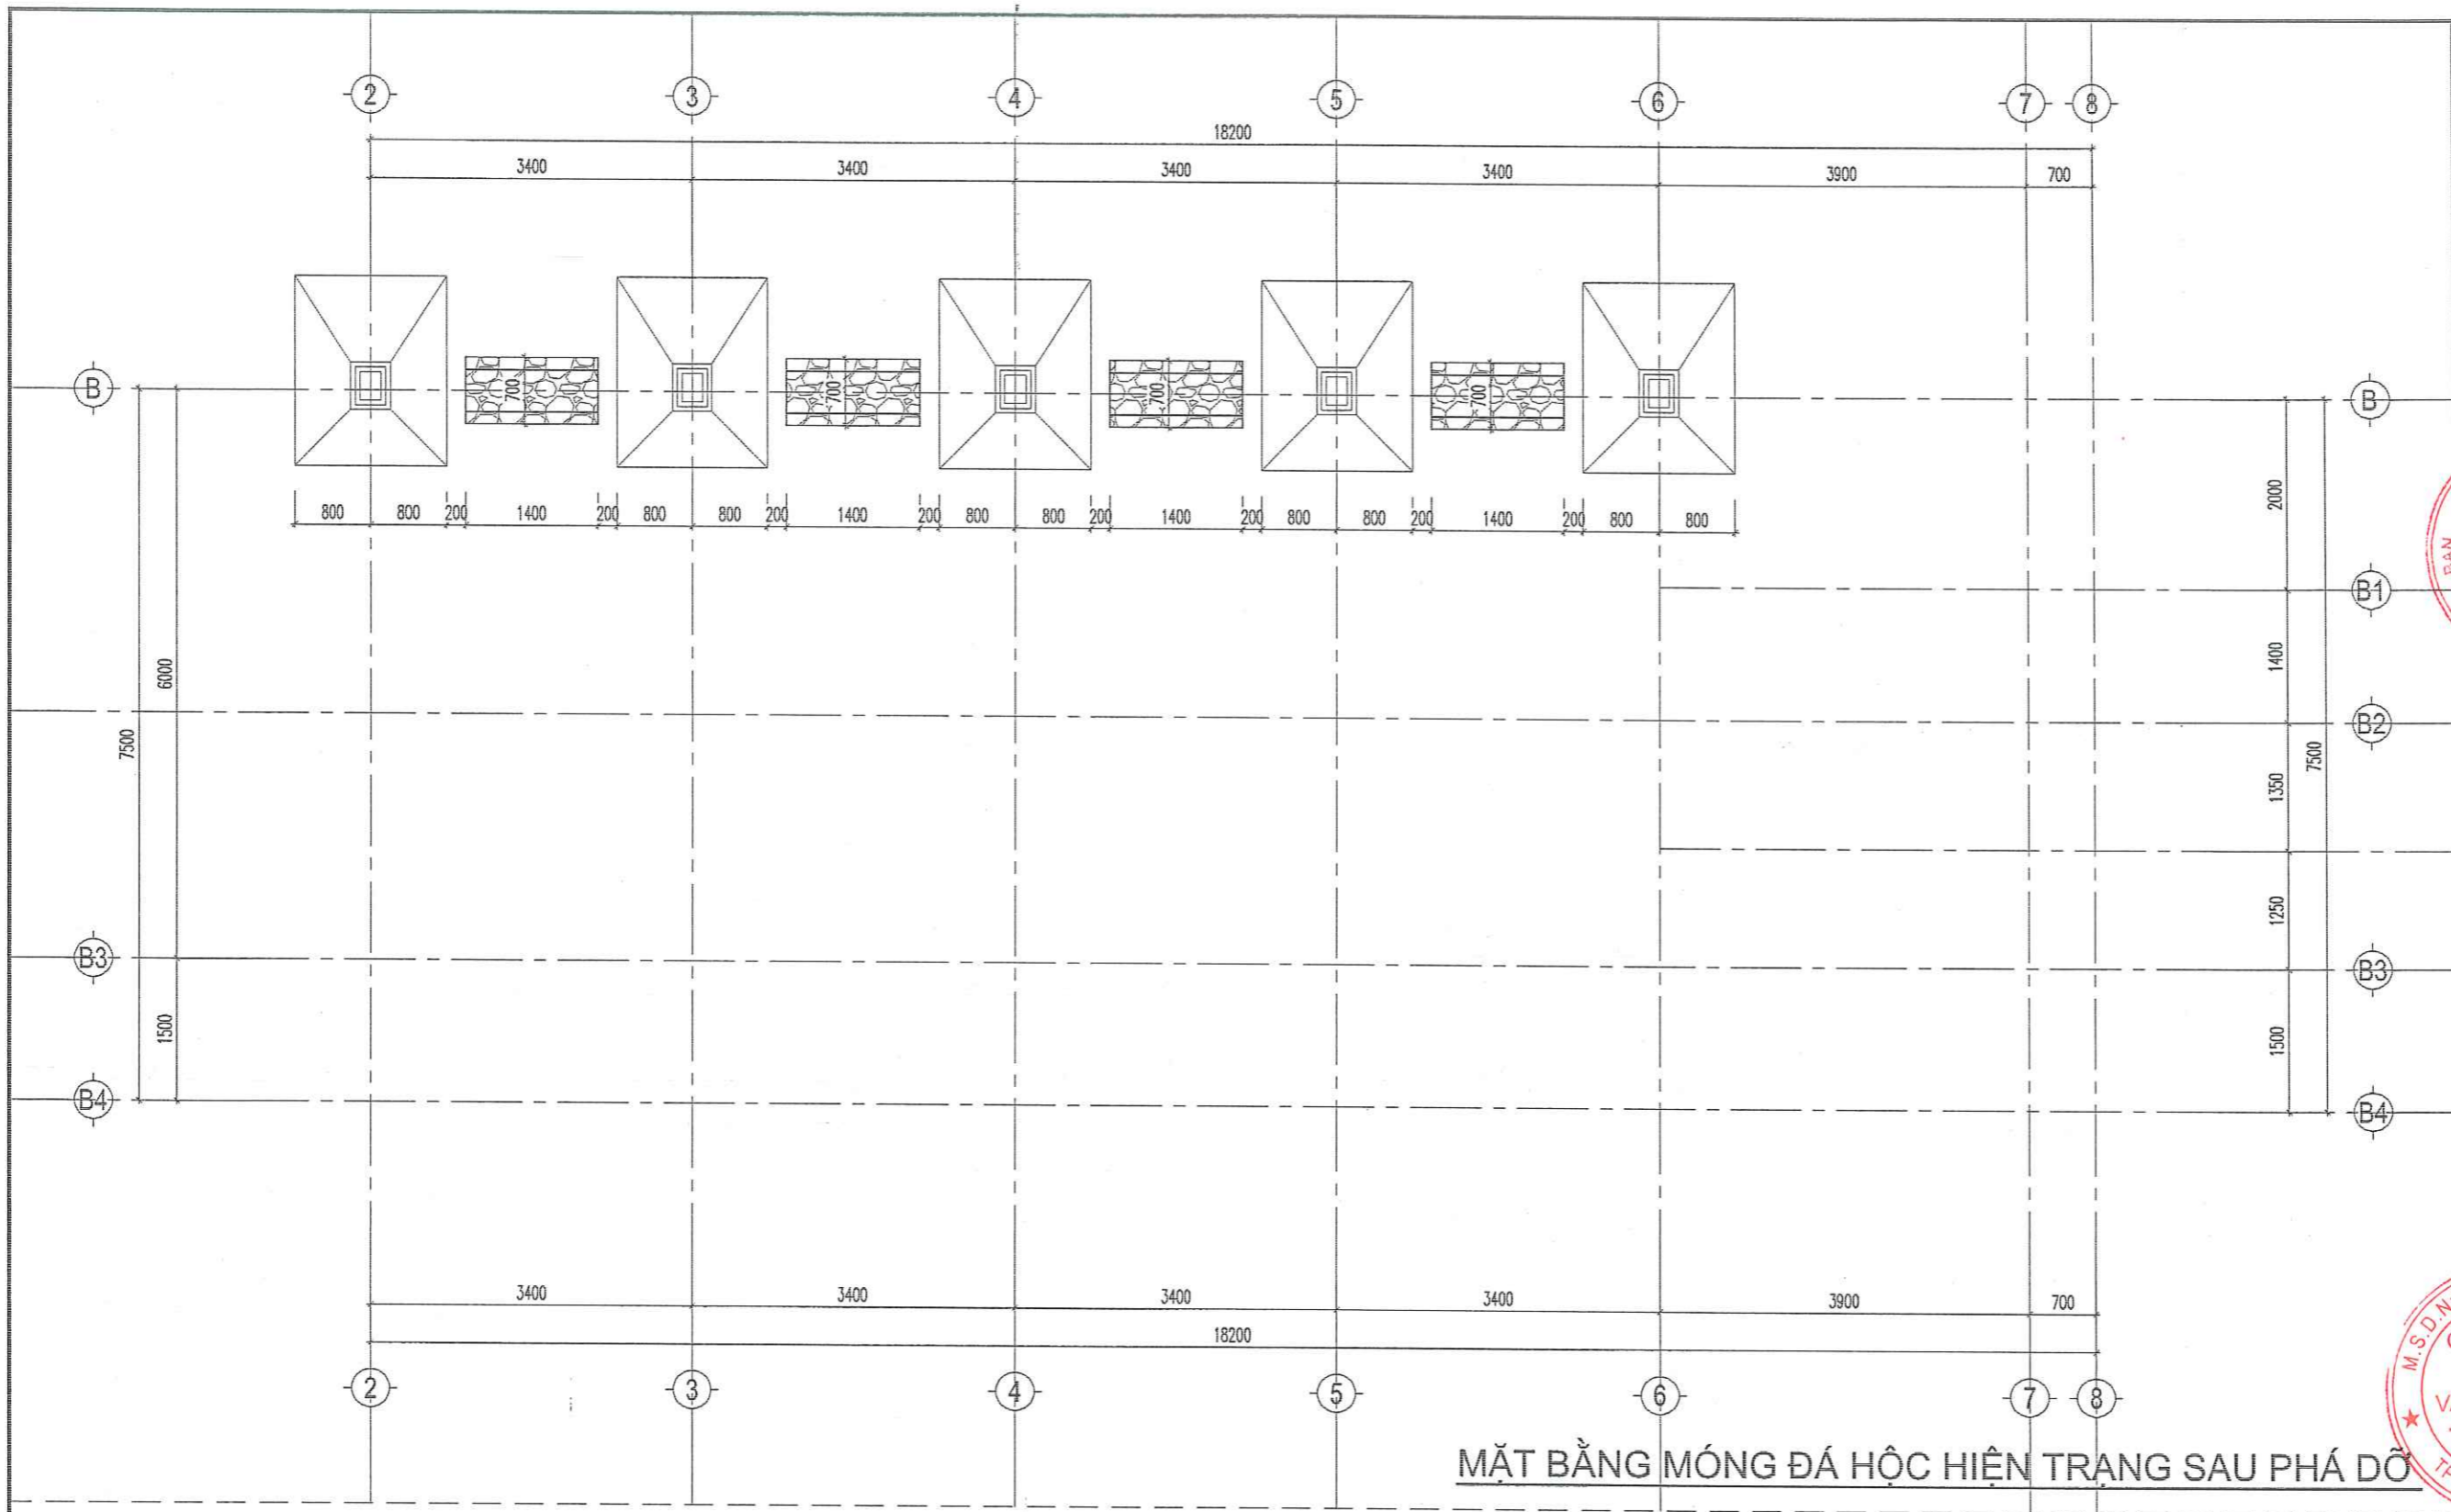 2 3 4 5 6 7 8
18200
3400 3400 3400 3400 3900 700
B B
700 700 700 700
800 800 200 1400 200 800 800 200 1400 200 800 800 200 1400 200 800 800 200 1400 200 800 800
2000
B1
6000 1400
B2
7500 7500
1350
1250
B3 B3
1500 1500
B4 B4
3400 3400 3400 3400 3900 700
18200
2 3 4 5 6 7 8
MẶT BẰNG MÓNG ĐÁ HỘC HIỆN TRẠNG SAU PHÁ DỠ
BAN
M.S.D.N